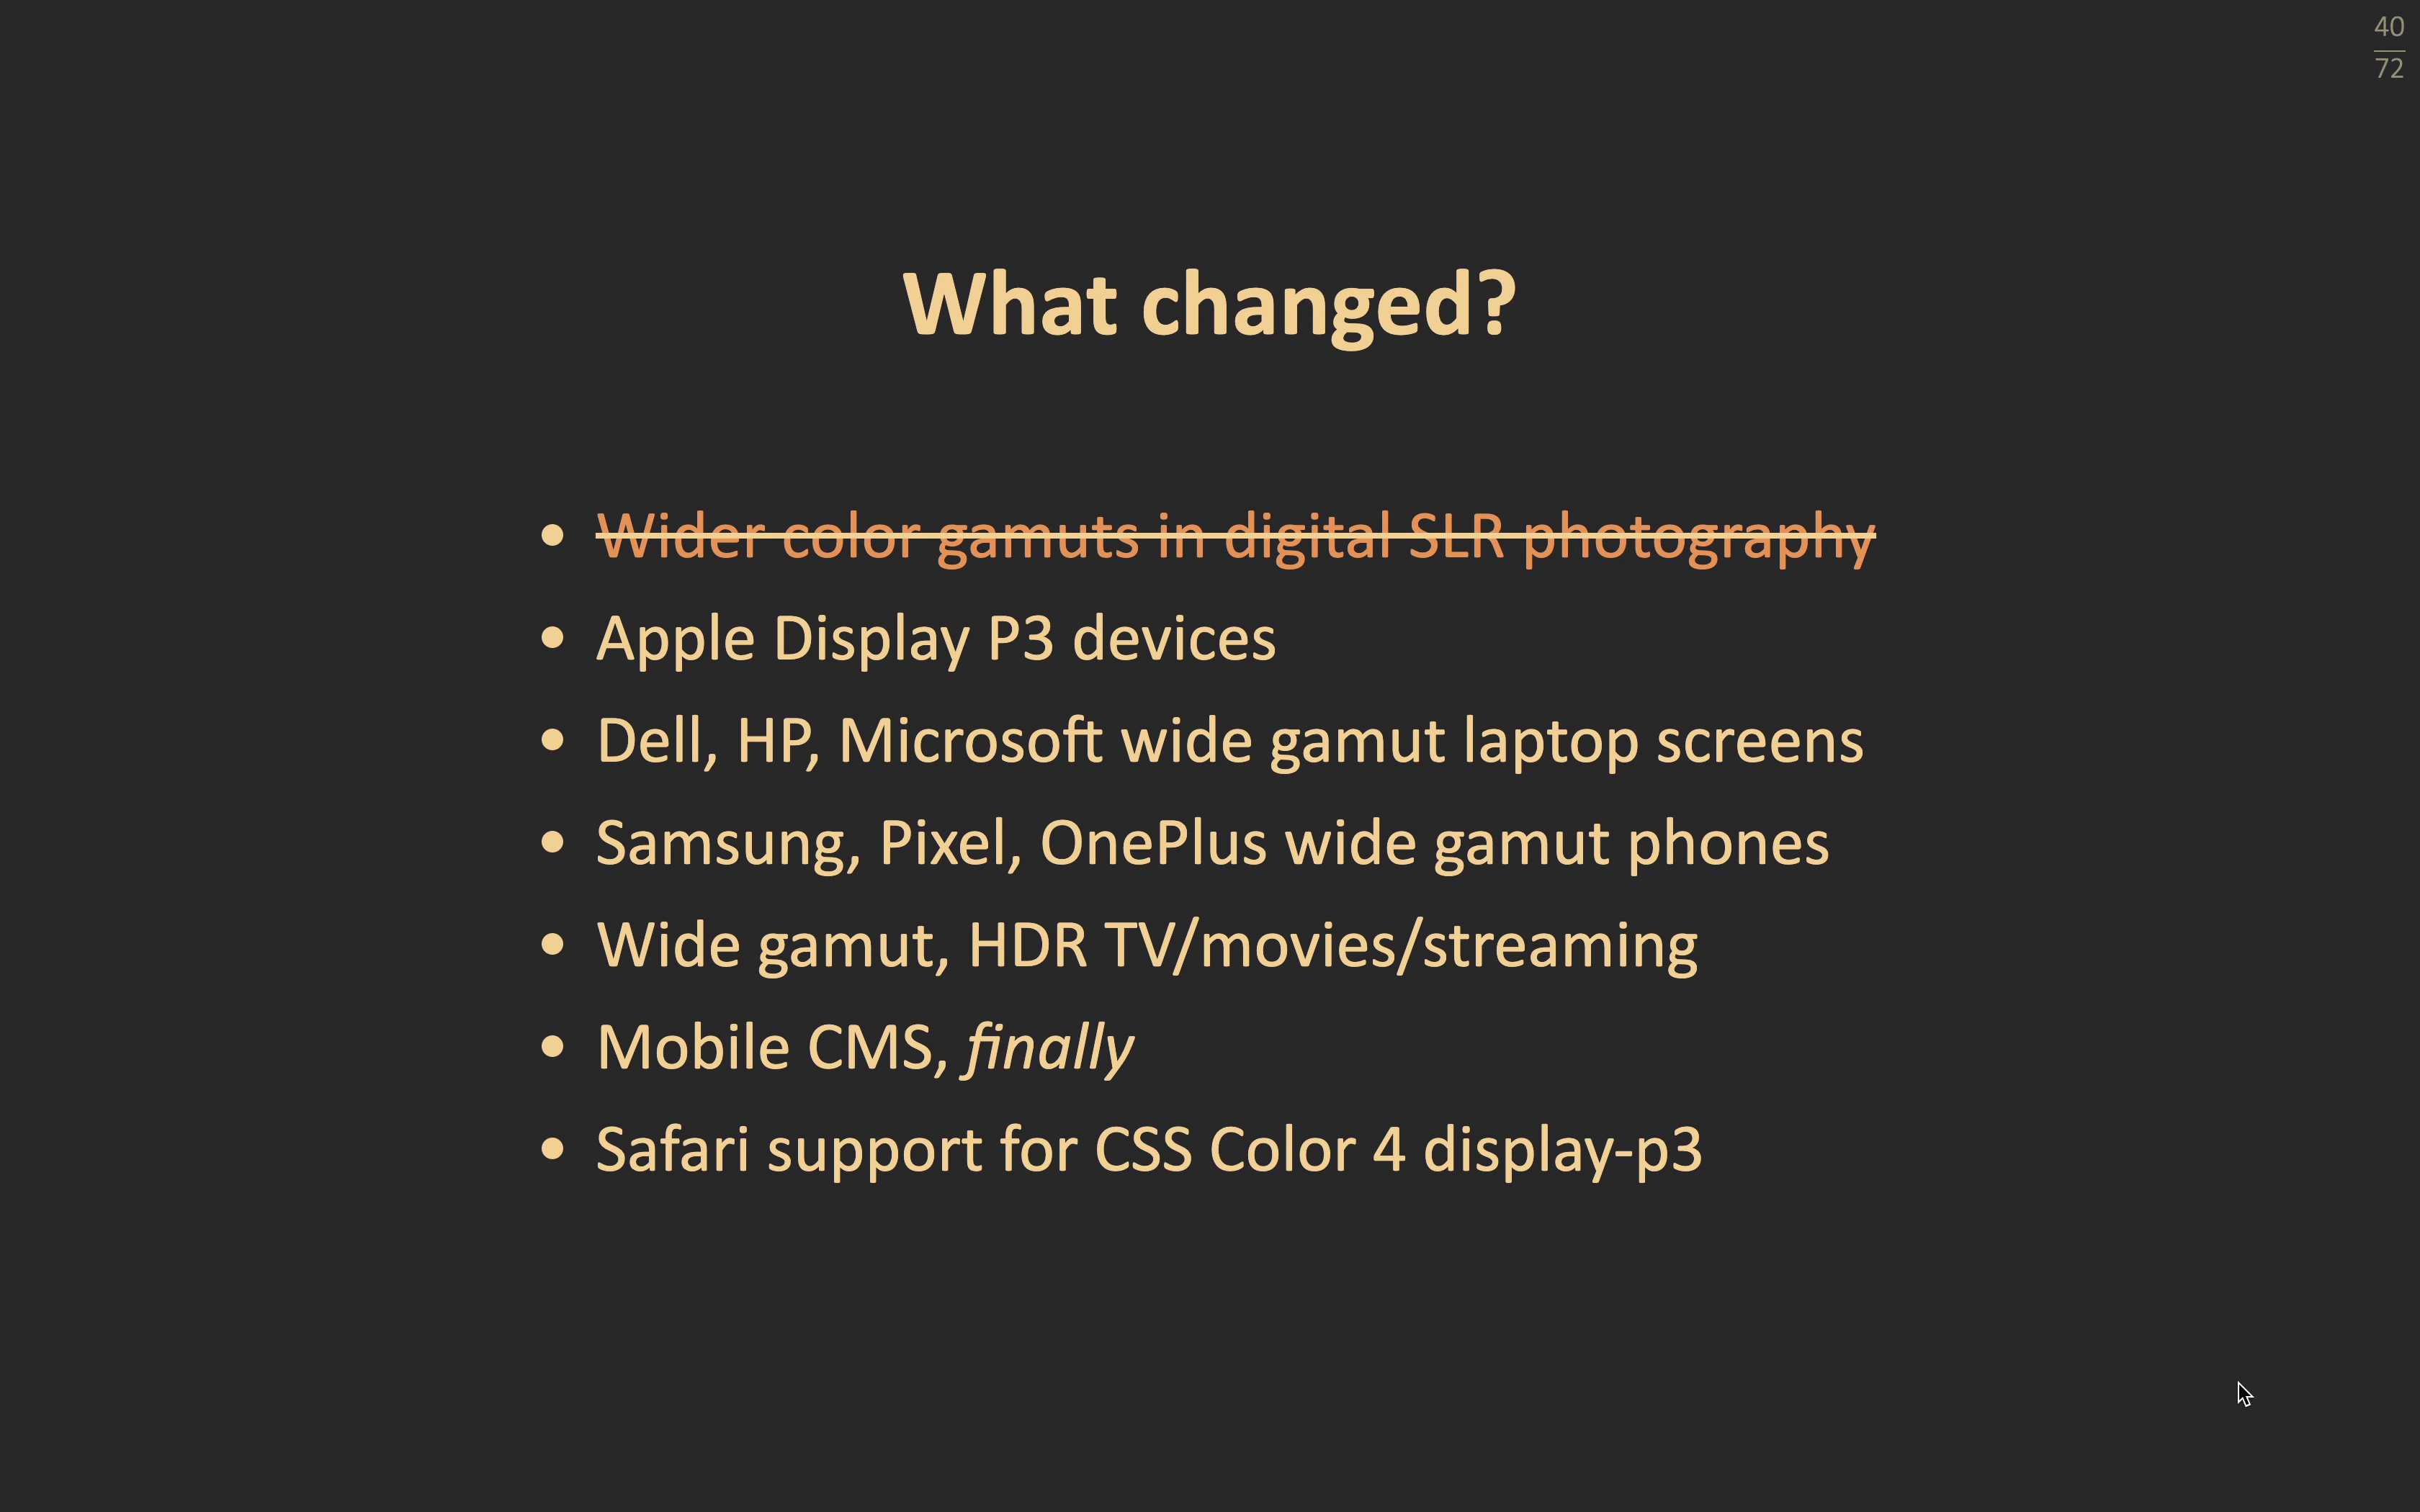 40
72
What changed?
• Wider color gamuts in digital SLR photography
• Apple Display P3 devices
• Dell, HP, Microsoft wide gamut laptop screens
• Samsung, Pixel, OnePlus wide gamut phones
• Wide gamut, HDR TV/movies/streaming
• Mobile CMS, finally
• Safari support for CSS Color 4 display-p3